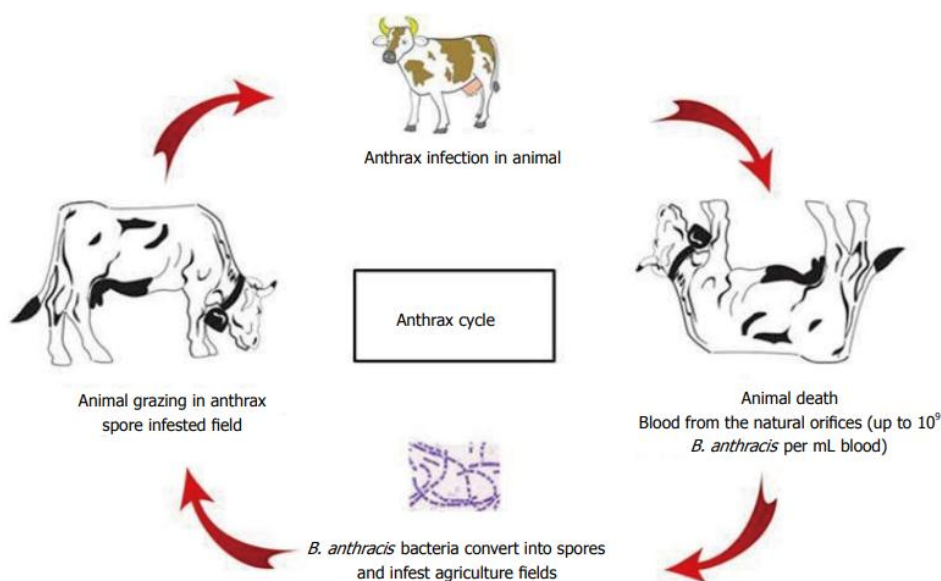 Anthrax infection in animal
Anthrax cycle
Animal grazing in anthrax
spore infested field
Animal death
Blood from the natural orifices (up to 10⁹
B. anthracis per mL blood)
B. anthracis bacteria convert into spores
and infest agriculture fields